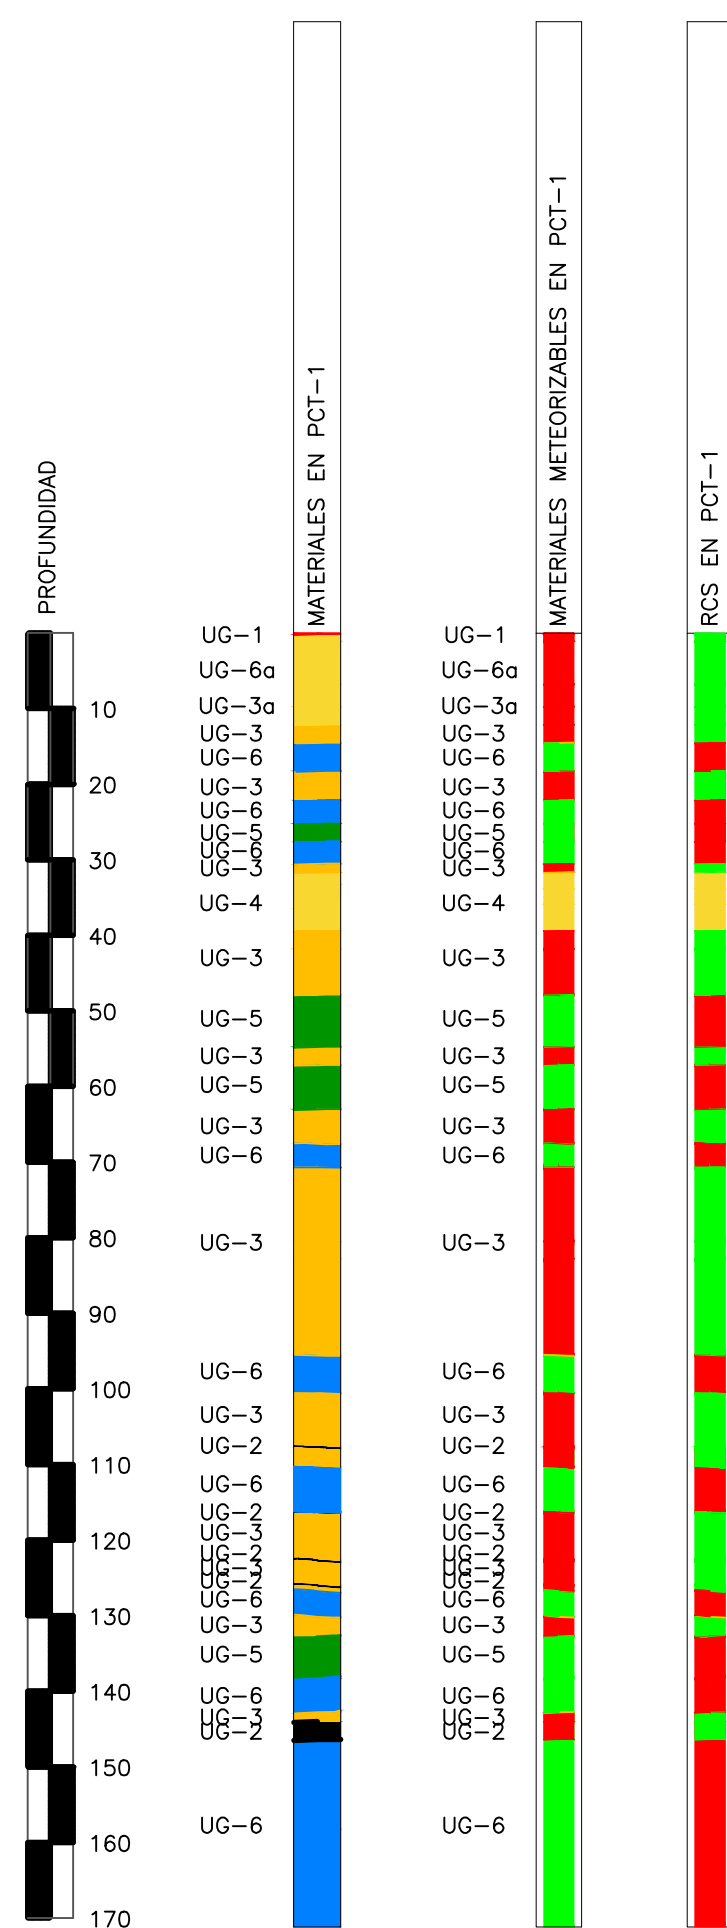 PROFUNDIDAD
MATERIALES EN PCT-1
MATERIALES METEORIZABLES EN PCT-1
RCS EN PCT-1
10
20
30
40
50
60
70
80
90
100
110
120
130
140
150
160
170
UG-1
UG-6a
UG-3a
UG-3
UG-6
UG-3
UG-6
UG-5
UG-6
UG-3
UG-4
UG-3
UG-5
UG-3
UG-5
UG-3
UG-6
UG-3
UG-6
UG-3
UG-2
UG-6
UG-2
UG-3
UG-2
UG-3
UG-2
UG-6
UG-3
UG-5
UG-6
UG-3
UG-2
UG-6
UG-1
UG-6a
UG-3a
UG-3
UG-6
UG-3
UG-6
UG-5
UG-6
UG-3
UG-4
UG-3
UG-5
UG-3
UG-5
UG-3
UG-6
UG-3
UG-6
UG-3
UG-2
UG-6
UG-2
UG-3
UG-2
UG-3
UG-2
UG-6
UG-3
UG-5
UG-6
UG-3
UG-2
UG-6